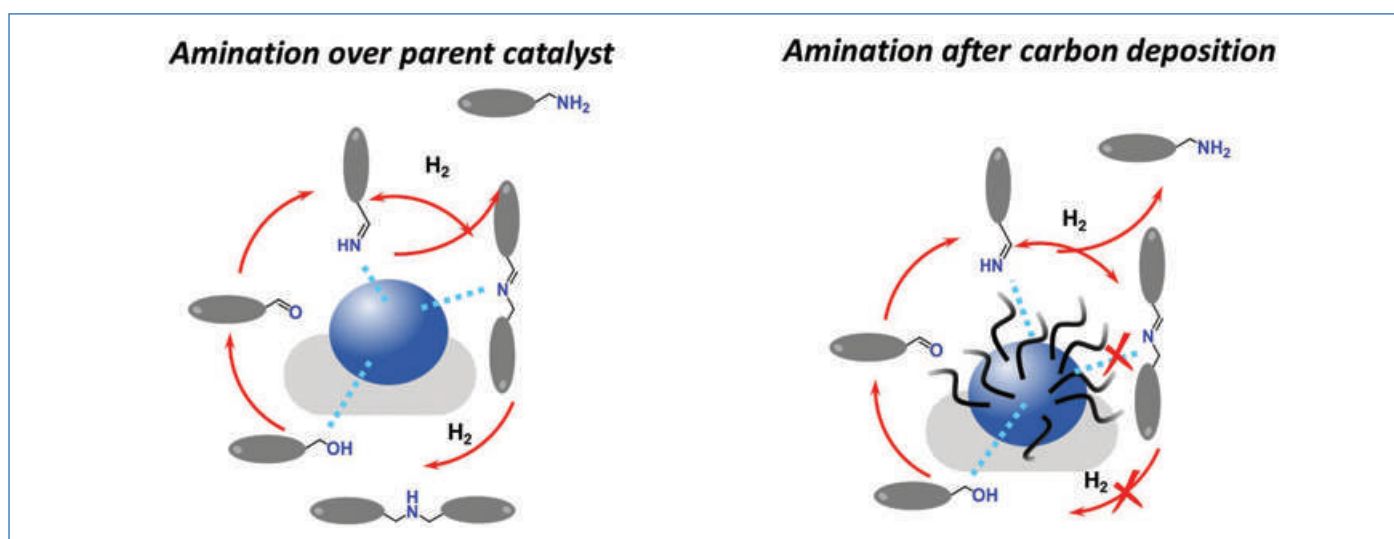 Amination over parent catalyst
NH₂
H₂
HN
N
O
OH
H₂
H
N
Amination after carbon deposition
NH₂
H₂
HN
N
O
OH
H₂